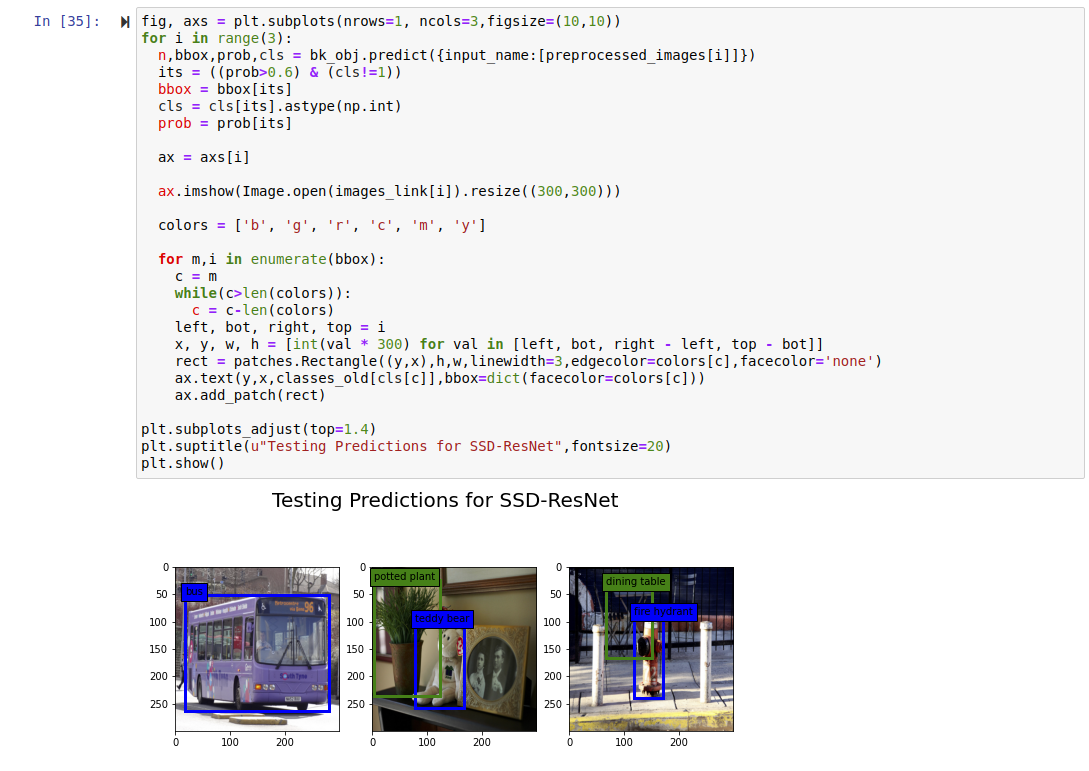 In [35]:
fig, axs = plt.subplots(nrows=1, ncols=3,figsize=(10,10))
for i in range(3):
  n,bbox,prob,cls = bk_obj.predict({input_name:[preprocessed_images[i]]})
  its = ((prob>0.6) & (cls!=1))
  bbox = bbox[its]
  cls = cls[its].astype(np.int)
  prob = prob[its]
  ax = axs[i]
  ax.imshow(Image.open(images_link[i]).resize((300,300)))
  colors = ['b', 'g', 'r', 'c', 'm', 'y']
  for m,i in enumerate(bbox):
    c = m
    while(c>len(colors)):
      c = c-len(colors)
    left, bot, right, top = i
    x, y, w, h = [int(val * 300) for val in [left, bot, right - left, top - bot]]
    rect = patches.Rectangle((y,x),h,w,linewidth=3,edgecolor=colors[c],facecolor='none')
    ax.text(y,x,classes_old[cls[c]],bbox=dict(facecolor=colors[c]))
    ax.add_patch(rect)
plt.subplots_adjust(top=1.4)
plt.suptitle(u"Testing Predictions for SSD-ResNet",fontsize=20)
plt.show()
Testing Predictions for SSD-ResNet
0
50
100
150
200
250
0 100 200
bus
96
0
50
100
150
200
250
0 100 200
potted plant
teddy bear
0
50
100
150
200
250
0 100 200
dining table
fire hydrant